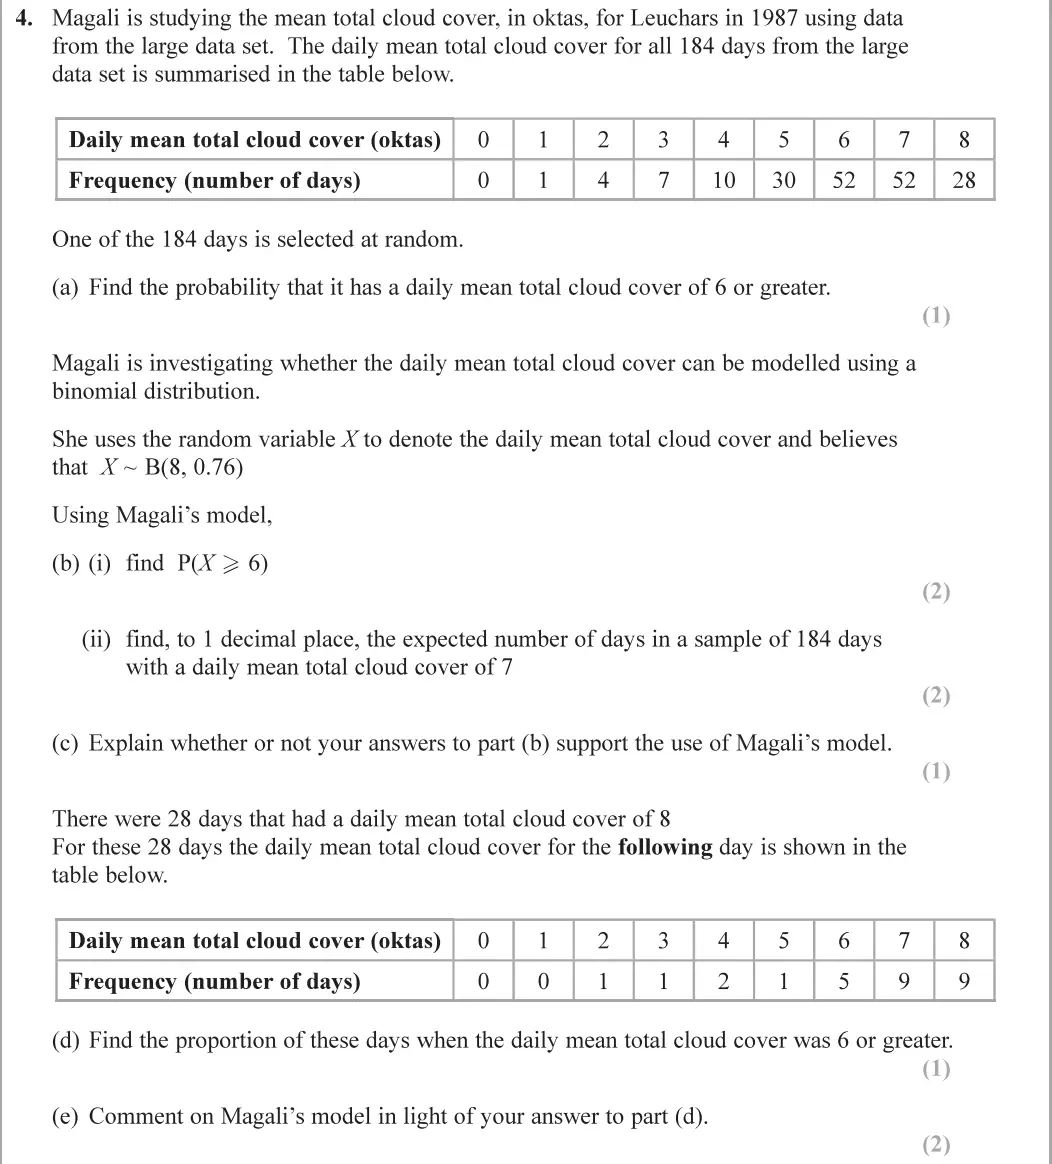 4. Magali is studying the mean total cloud cover, in oktas, for Leuchars in 1987 using data
from the large data set. The daily mean total cloud cover for all 184 days from the large
data set is summarised in the table below.
Daily mean total cloud cover (oktas) 0 1 2 3 4 5 6 7 8
Frequency (number of days) 0 1 4 7 10 30 52 52 28
One of the 184 days is selected at random.
(a) Find the probability that it has a daily mean total cloud cover of 6 or greater.
(1)
Magali is investigating whether the daily mean total cloud cover can be modelled using a
binomial distribution.
She uses the random variable X to denote the daily mean total cloud cover and believes
that X ~ B(8, 0.76)
Using Magali’s model,
(b) (i) find P(X ⩾ 6)
(2)
(ii) find, to 1 decimal place, the expected number of days in a sample of 184 days
with a daily mean total cloud cover of 7
(2)
(c) Explain whether or not your answers to part (b) support the use of Magali’s model.
(1)
There were 28 days that had a daily mean total cloud cover of 8
For these 28 days the daily mean total cloud cover for the following day is shown in the
table below.
Daily mean total cloud cover (oktas) 0 1 2 3 4 5 6 7 8
Frequency (number of days) 0 0 1 1 2 1 5 9 9
(d) Find the proportion of these days when the daily mean total cloud cover was 6 or greater.
(1)
(e) Comment on Magali’s model in light of your answer to part (d).
(2)